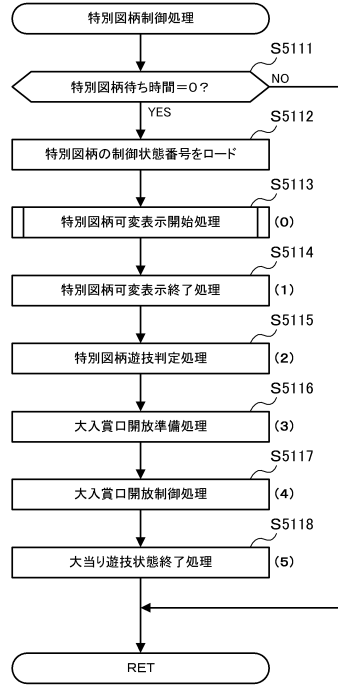 特別図柄制御処理
S5111
特別図柄待ち時間=0?
NO
YES
S5112
特別図柄の制御状態番号をロード
S5113
特別図柄可変表示開始処理
(0)
S5114
特別図柄可変表示終了処理
(1)
S5115
特別図柄遊技判定処理
(2)
S5116
大入賞口開放準備処理
(3)
S5117
大入賞口開放制御処理
(4)
S5118
大当り遊技状態終了処理
(5)
RET